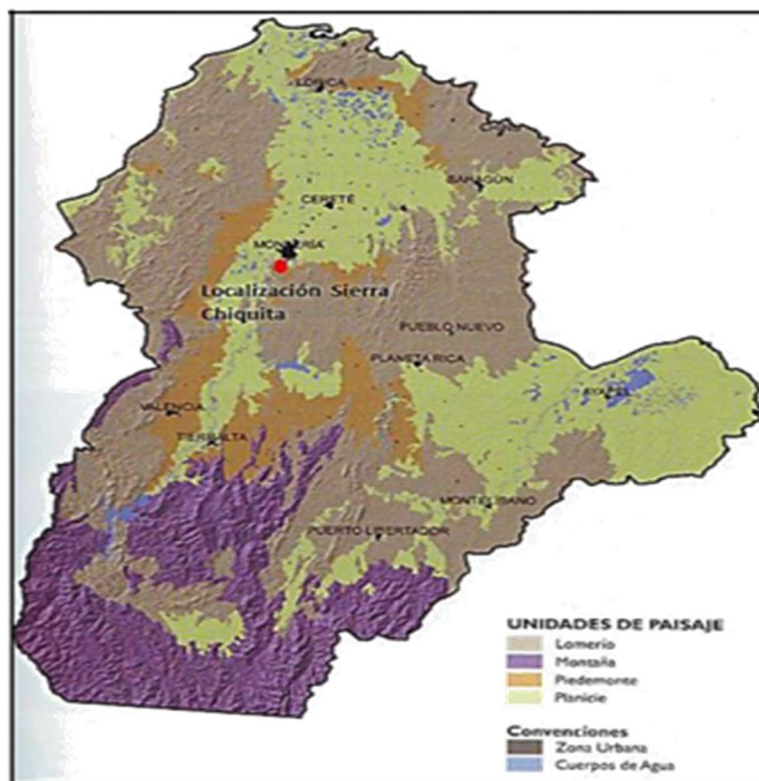 LORICA
SAHAGÚN
CERETÉ
MONTERÍA
Localización Sierra
Chiquita
PUEBLO NUEVO
PLANETA RICA
AYAPEL
VALENCIA
TIERRALTA
MONTELIBANO
PUERTO LIBERTADOR
UNIDADES DE PAISAJE
Lomerío
Montaña
Piedemonte
Planicie
Convenciones
Zona Urbana
Cuerpos de Agua